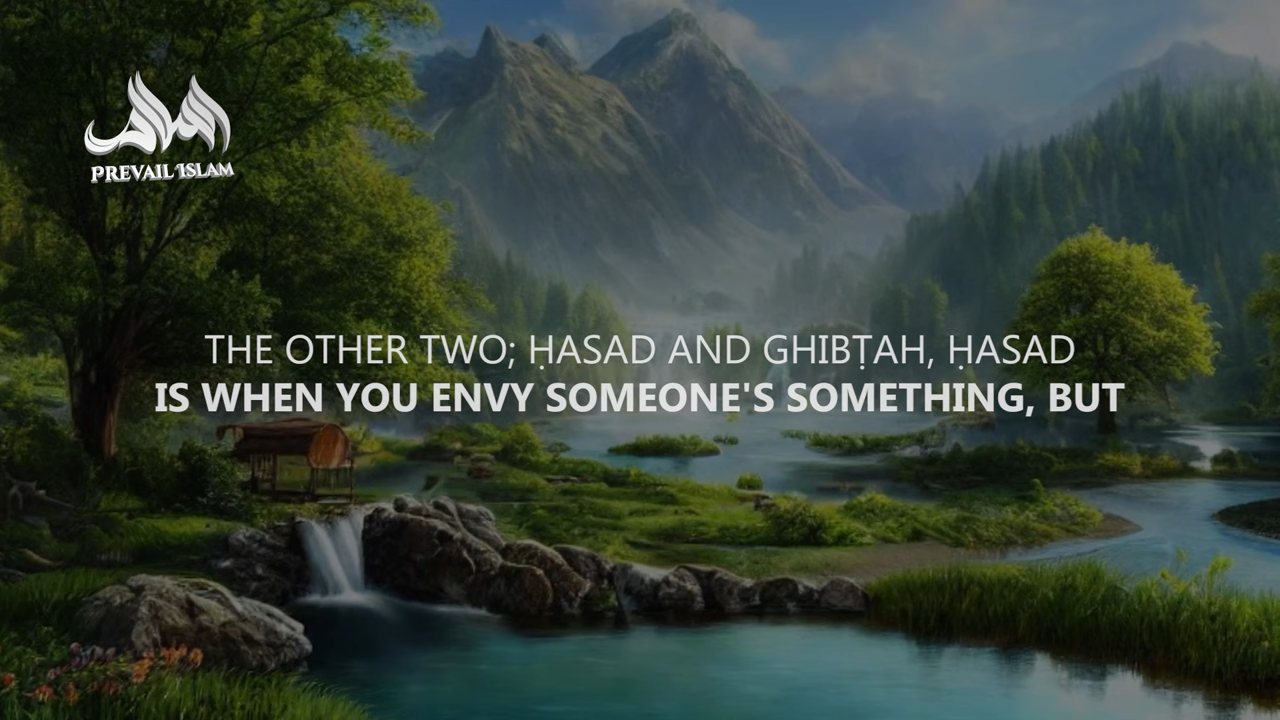 PREVAIL ISLAM
THE OTHER TWO; ḤASAD AND GHIBṬAH, ḤASAD
IS WHEN YOU ENVY SOMEONE'S SOMETHING, BUT